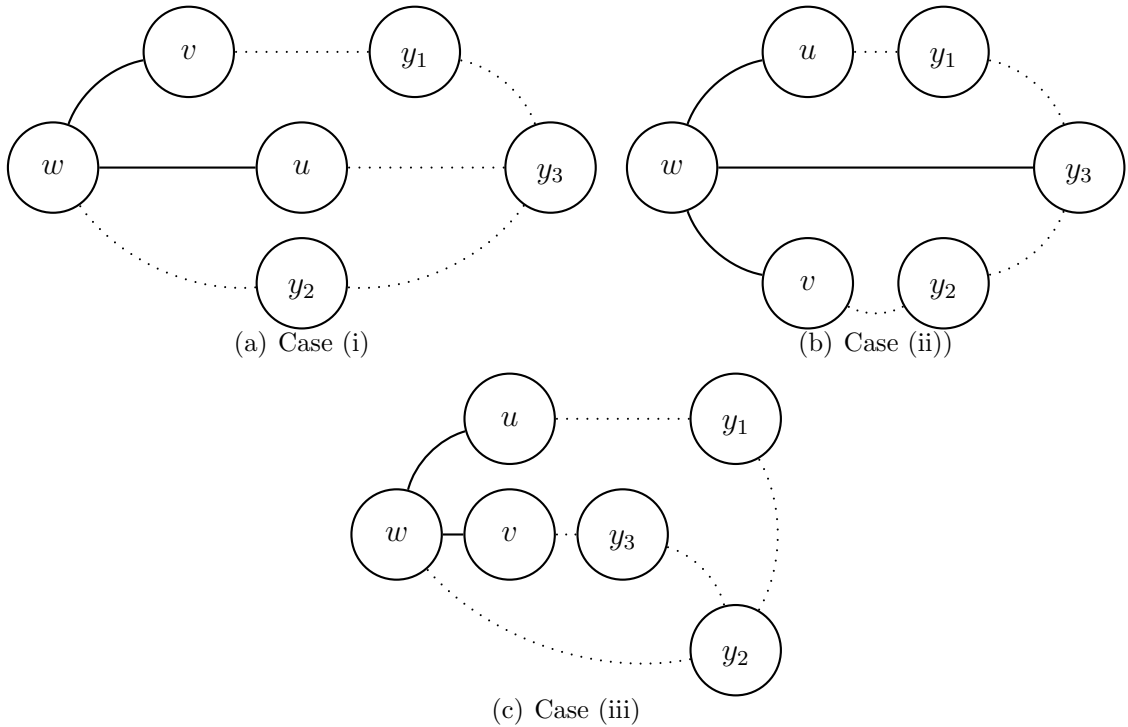 v y₁ u y₁
w u y₃ w y₃
y₂ v y₂
(a) Case (i) (b) Case (ii))
u y₁
w v y₃
y₂
(c) Case (iii)